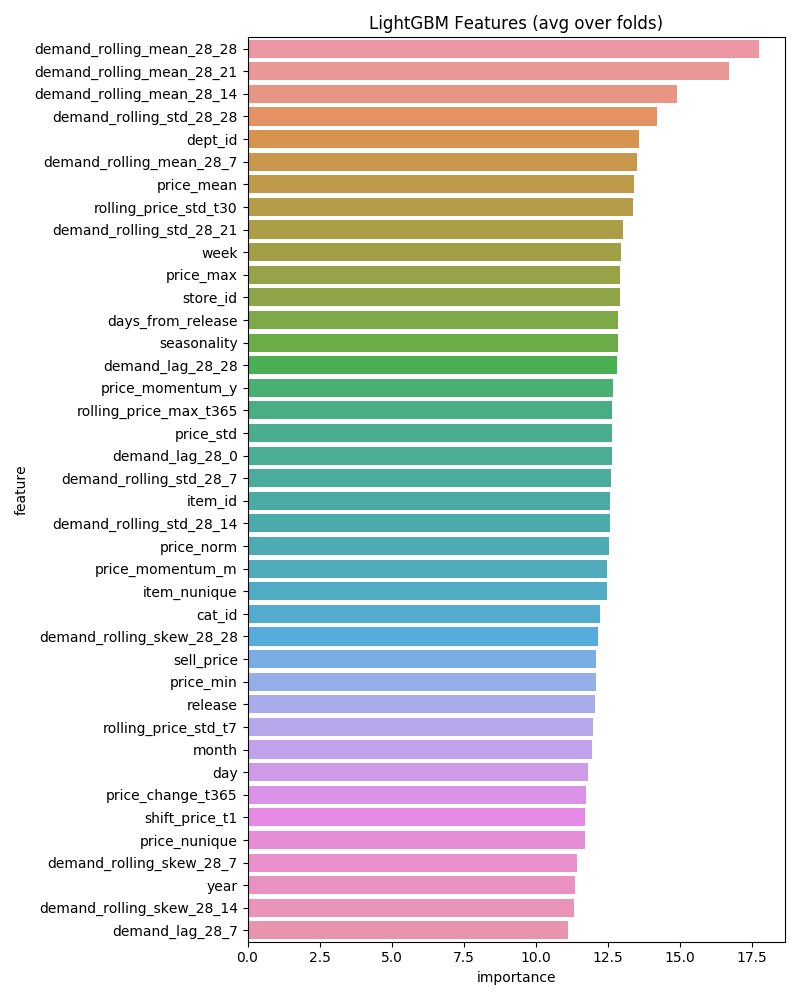 LightGBM Features (avg over folds)
demand_rolling_mean_28_28
demand_rolling_mean_28_21
demand_rolling_mean_28_14
demand_rolling_std_28_28
dept_id
demand_rolling_mean_28_7
price_mean
rolling_price_std_t30
demand_rolling_std_28_21
week
price_max
store_id
days_from_release
seasonality
demand_lag_28_28
price_momentum_y
rolling_price_max_t365
price_std
demand_lag_28_0
demand_rolling_std_28_7
item_id
demand_rolling_std_28_14
price_norm
price_momentum_m
item_nunique
cat_id
demand_rolling_skew_28_28
sell_price
price_min
release
rolling_price_std_t7
month
day
price_change_t365
shift_price_t1
price_nunique
demand_rolling_skew_28_7
year
demand_rolling_skew_28_14
demand_lag_28_7
feature
0.0 2.5 5.0 7.5 10.0 12.5 15.0 17.5
importance